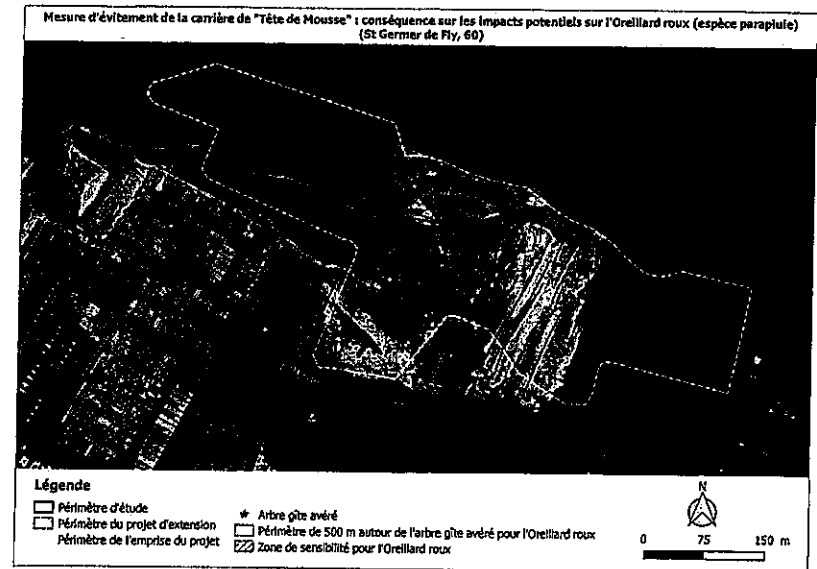 Mesure d'évitement de la carrière de "Tête de Mousse" : conséquence sur les impacts potentiels sur l'Oreillard roux (espèce parapluie)
(St Germer de Fly, 60)
Légende
Périmètre d'étude
Périmètre du projet d'extension
Périmètre de l'emprise du projet
Arbre gîte avéré
Périmètre de 500 m autour de l'arbre gîte avéré pour l'Oreillard roux
Zone de sensibilité pour l'Oreillard roux
N
0 75 150 m